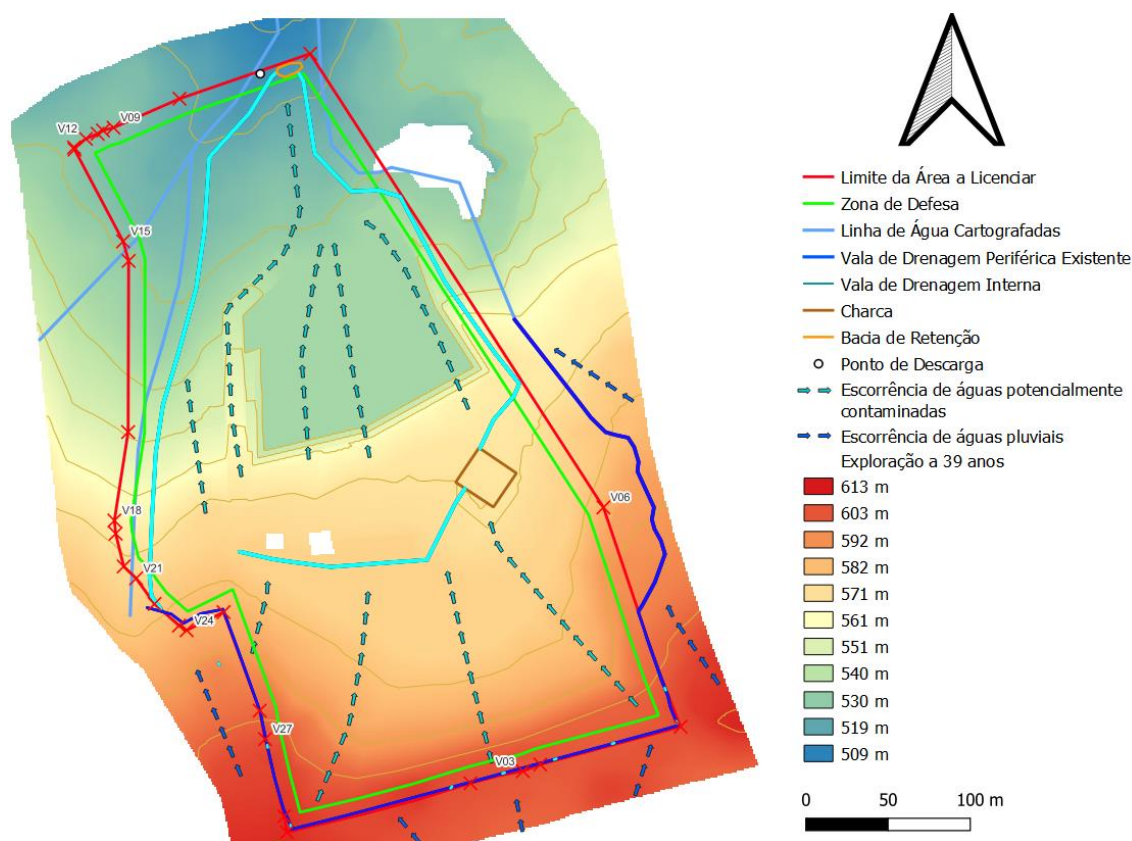 V12
V09
V15
V18
V21
V24
V27
V03
V06
Limite da Área a Licenciar
Zona de Defesa
Linha de Água Cartografadas
Vala de Drenagem Periférica Existente
Vala de Drenagem Interna
Charca
Bacia de Retenção
Ponto de Descarga
Escorrência de águas potencialmente
contaminadas
Escorrência de águas pluviais
Exploração a 39 anos
613 m
603 m
592 m
582 m
571 m
561 m
551 m
540 m
530 m
519 m
509 m
0 50 100 m